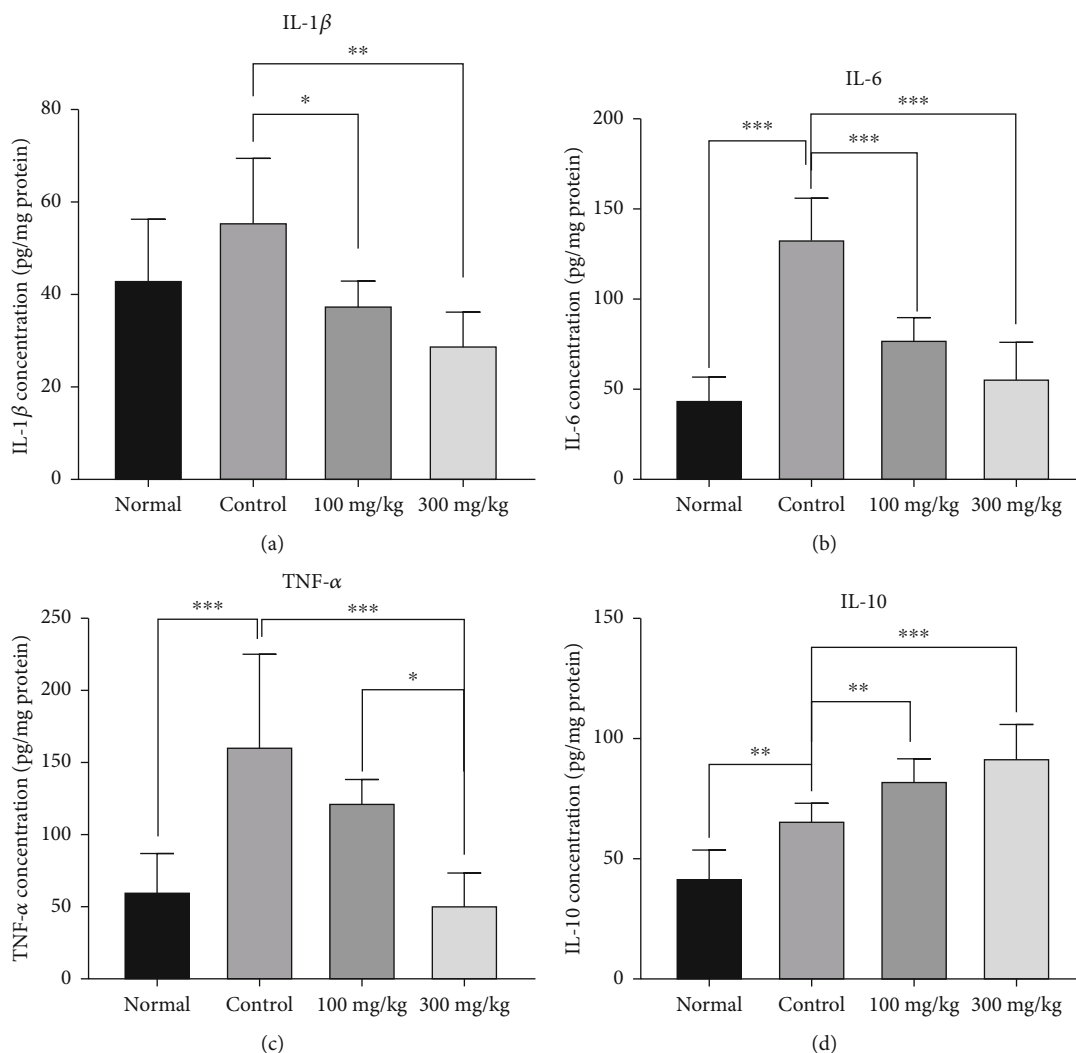 IL-1β
**
*
80
60
40
20
0
IL-1β concentration (pg/mg protein)
Normal Control 100 mg/kg 300 mg/kg
(a)
IL-6
***
***
***
200
150
100
50
0
IL-6 concentration (pg/mg protein)
Normal Control 100 mg/kg 300 mg/kg
(b)
TNF-α
***
***
*
250
200
150
100
50
0
TNF-α concentration (pg/mg protein)
Normal Control 100 mg/kg 300 mg/kg
(c)
IL-10
***
**
**
150
100
50
0
IL-10 concentration (pg/mg protein)
Normal Control 100 mg/kg 300 mg/kg
(d)